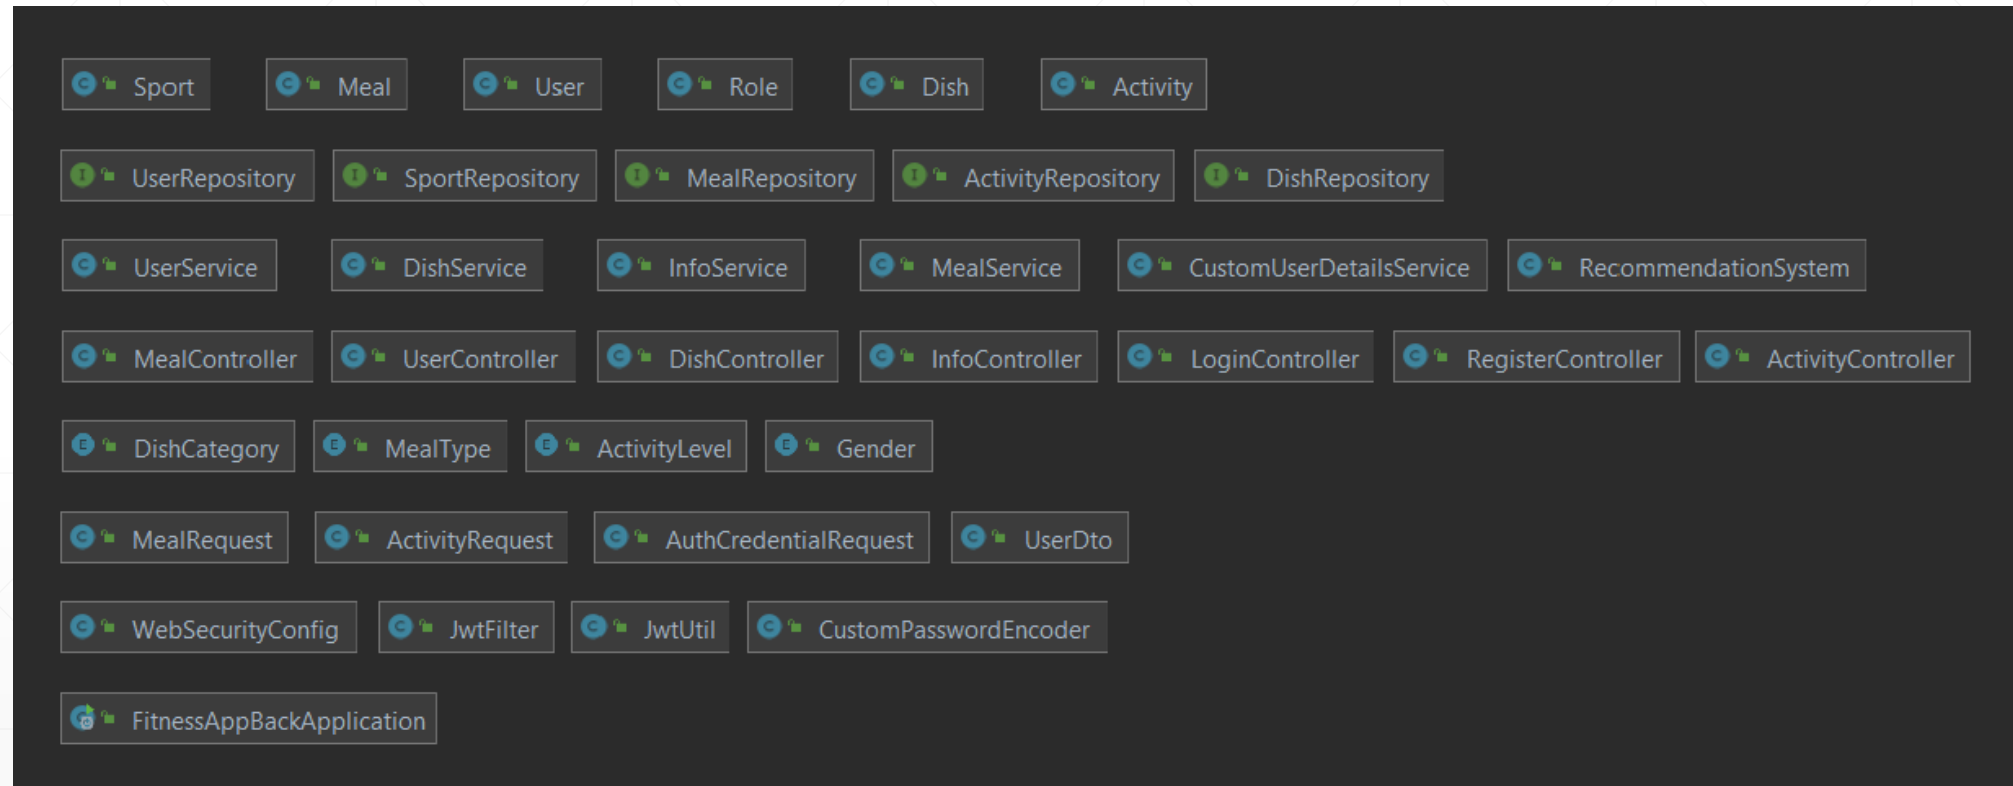 Sport Meal User Role Dish Activity
UserRepository SportRepository MealRepository ActivityRepository DishRepository
UserService DishService InfoService MealService CustomUserDetailsService RecommendationSystem
MealController UserController DishController InfoController LoginController RegisterController ActivityController
DishCategory MealType ActivityLevel Gender
MealRequest ActivityRequest AuthCredentialRequest UserDto
WebSecurityConfig JwtFilter JwtUtil CustomPasswordEncoder
FitnessAppBackApplication